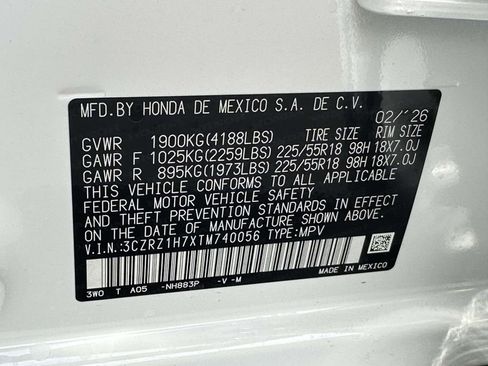 MFD.BY HONDA DE MEXICO S.A. DE C.V.
02/'26
GVWR 1900KG(4188LBS) TIRE SIZE RIM SIZE
GAWR F 1025KG(2259LBS) 225/55R18 98H 18X7.0J
GAWR R 895KG(1973LBS) 225/55R18 98H 18X7.0J
THIS VEHICLE CONFORMS TO ALL APPLICABLE
FEDERAL MOTOR VEHICLE
SAFETY AND THEFT PREVENTION STANDARDS IN EFFECT
ON THE DATE OF MANUFACTURE SHOWN ABOVE.
V.I.N.:3CZRZ1H7XTM740056 TYPE:MPV
MADE IN MEXICO
3W0 T A05 -NH883P -V -M